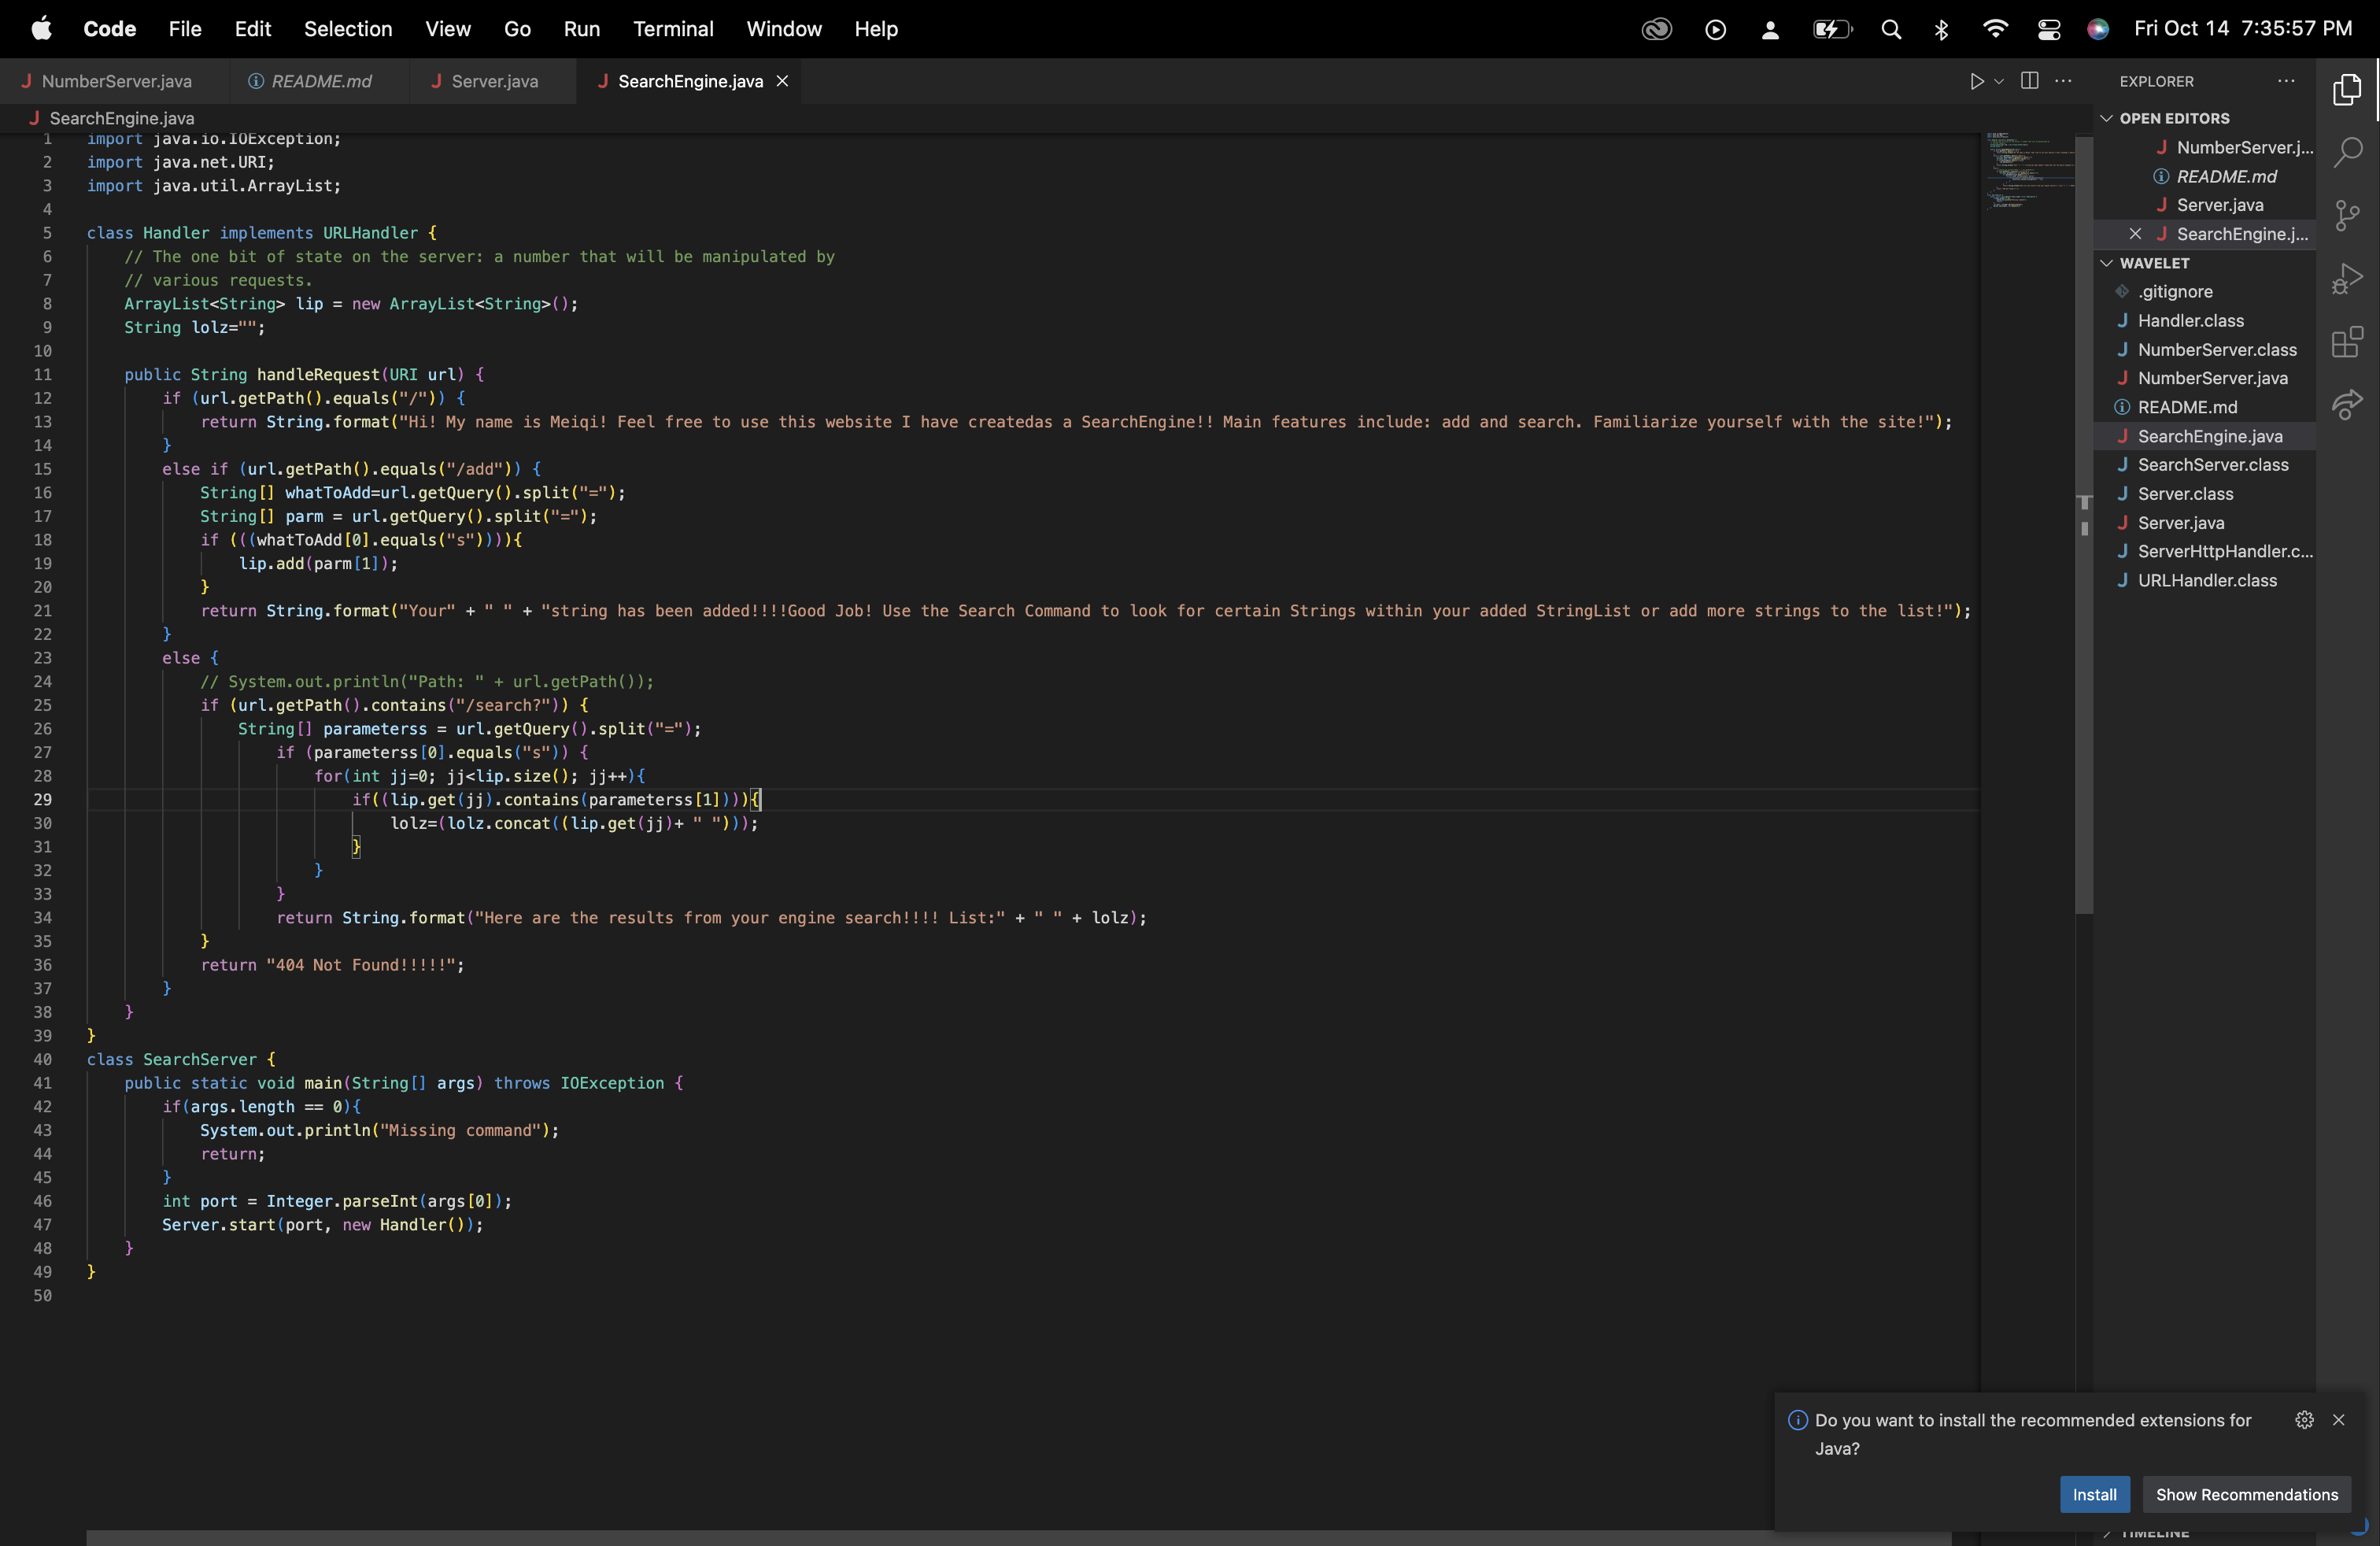 Code File Edit Selection View Go Run Terminal Window Help Fri Oct 14 7:35:57 PM
J NumberServer.java README.md J Server.java J SearchEngine.java × EXPLORER ...
J SearchEngine.java
1 import java.io.IOException;
2 import java.net.URI;
3 import java.util.ArrayList;
4
5 class Handler implements URLHandler {
6 // The one bit of state on the server: a number that will be manipulated by
7 // various requests.
8 ArrayList<String> lip = new ArrayList<String>();
9 String lolz="";
10
11 public String handleRequest(URI url) {
12 if (url.getPath().equals("/")) {
13 return String.format("Hi! My name is Meiqi! Feel free to use this website I have createdas a SearchEngine!! Main features include: add and search. Familiarize yourself with the site!");
14 }
15 else if (url.getPath().equals("/add")) {
16 String[] whatToAdd=url.getQuery().split("=");
17 String[] parm = url.getQuery().split("=");
18 if (((whatToAdd[0].equals("s")))){
19 lip.add(parm[1]);
20 }
21 return String.format("Your" + " " + "string has been added!!!!Good Job! Use the Search Command to look for certain Strings within your added StringList or add more strings to the list!");
22 }
23 else {
24 // System.out.println("Path: " + url.getPath());
25 if (url.getPath().contains("/search?")) {
26 String[] parameterss = url.getQuery().split("=");
27 if (parameterss[0].equals("s")) {
28 for(int jj=0; jj<lip.size(); jj++){
29 if((lip.get(jj).contains(parameterss[1]))){
30 lolz=(lolz.concat((lip.get(jj)+ " ")));
31 }
32 }
33 }
34 return String.format("Here are the results from your engine search!!!! List:" + " " + lolz);
35 }
36 return "404 Not Found!!!!!";
37 }
38 }
39 }
40 class SearchServer {
41 public static void main(String[] args) throws IOException {
42 if(args.length == 0){
43 System.out.println("Missing command");
44 return;
45 }
46 int port = Integer.parseInt(args[0]);
47 Server.start(port, new Handler());
48 }
49 }
50
OPEN EDITORS
J NumberServer.j...
README.md
J Server.java
× J SearchEngine.j...
WAVELET
.gitignore
J Handler.class
J NumberServer.class
J NumberServer.java
README.md
J SearchEngine.java
J SearchServer.class
J Server.class
J Server.java
J ServerHttpHandler.c...
J URLHandler.class
Do you want to install the recommended extensions for
Java?
Install Show Recommendations
TIMELINE